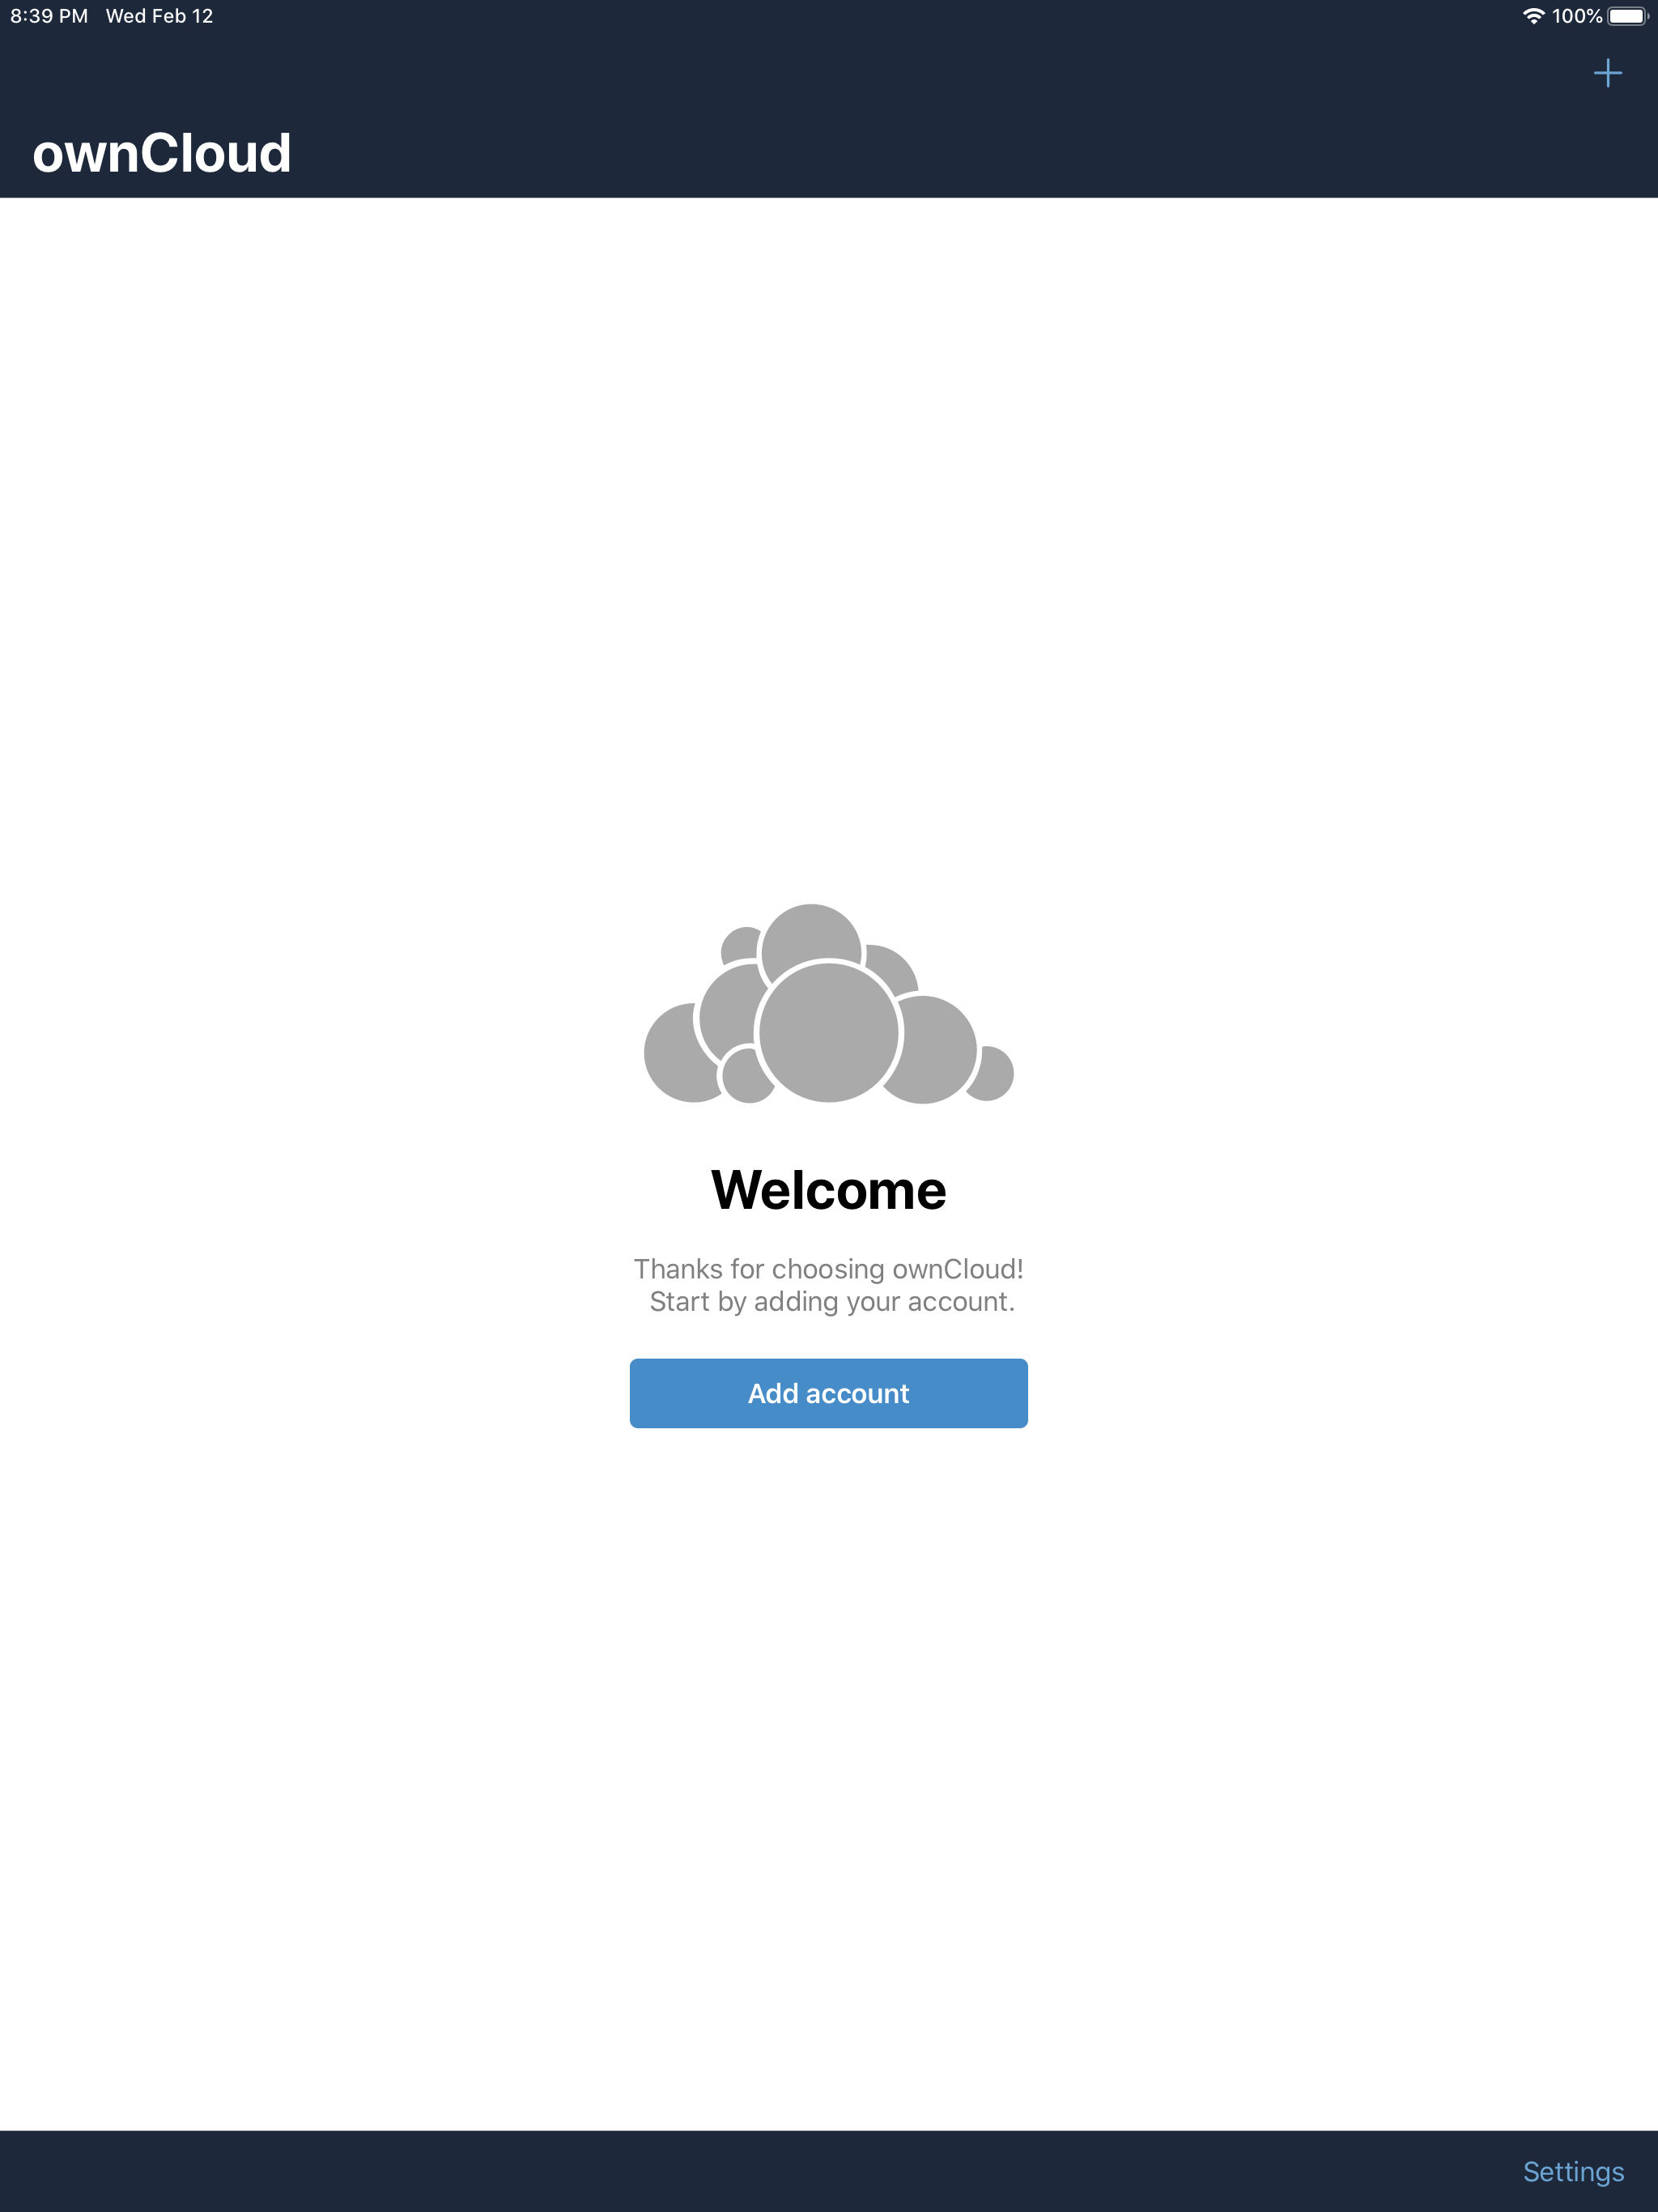 8:39 PM Wed Feb 12
100%
ownCloud
Welcome
Thanks for choosing ownCloud!
Start by adding your account.
Add account
Settings